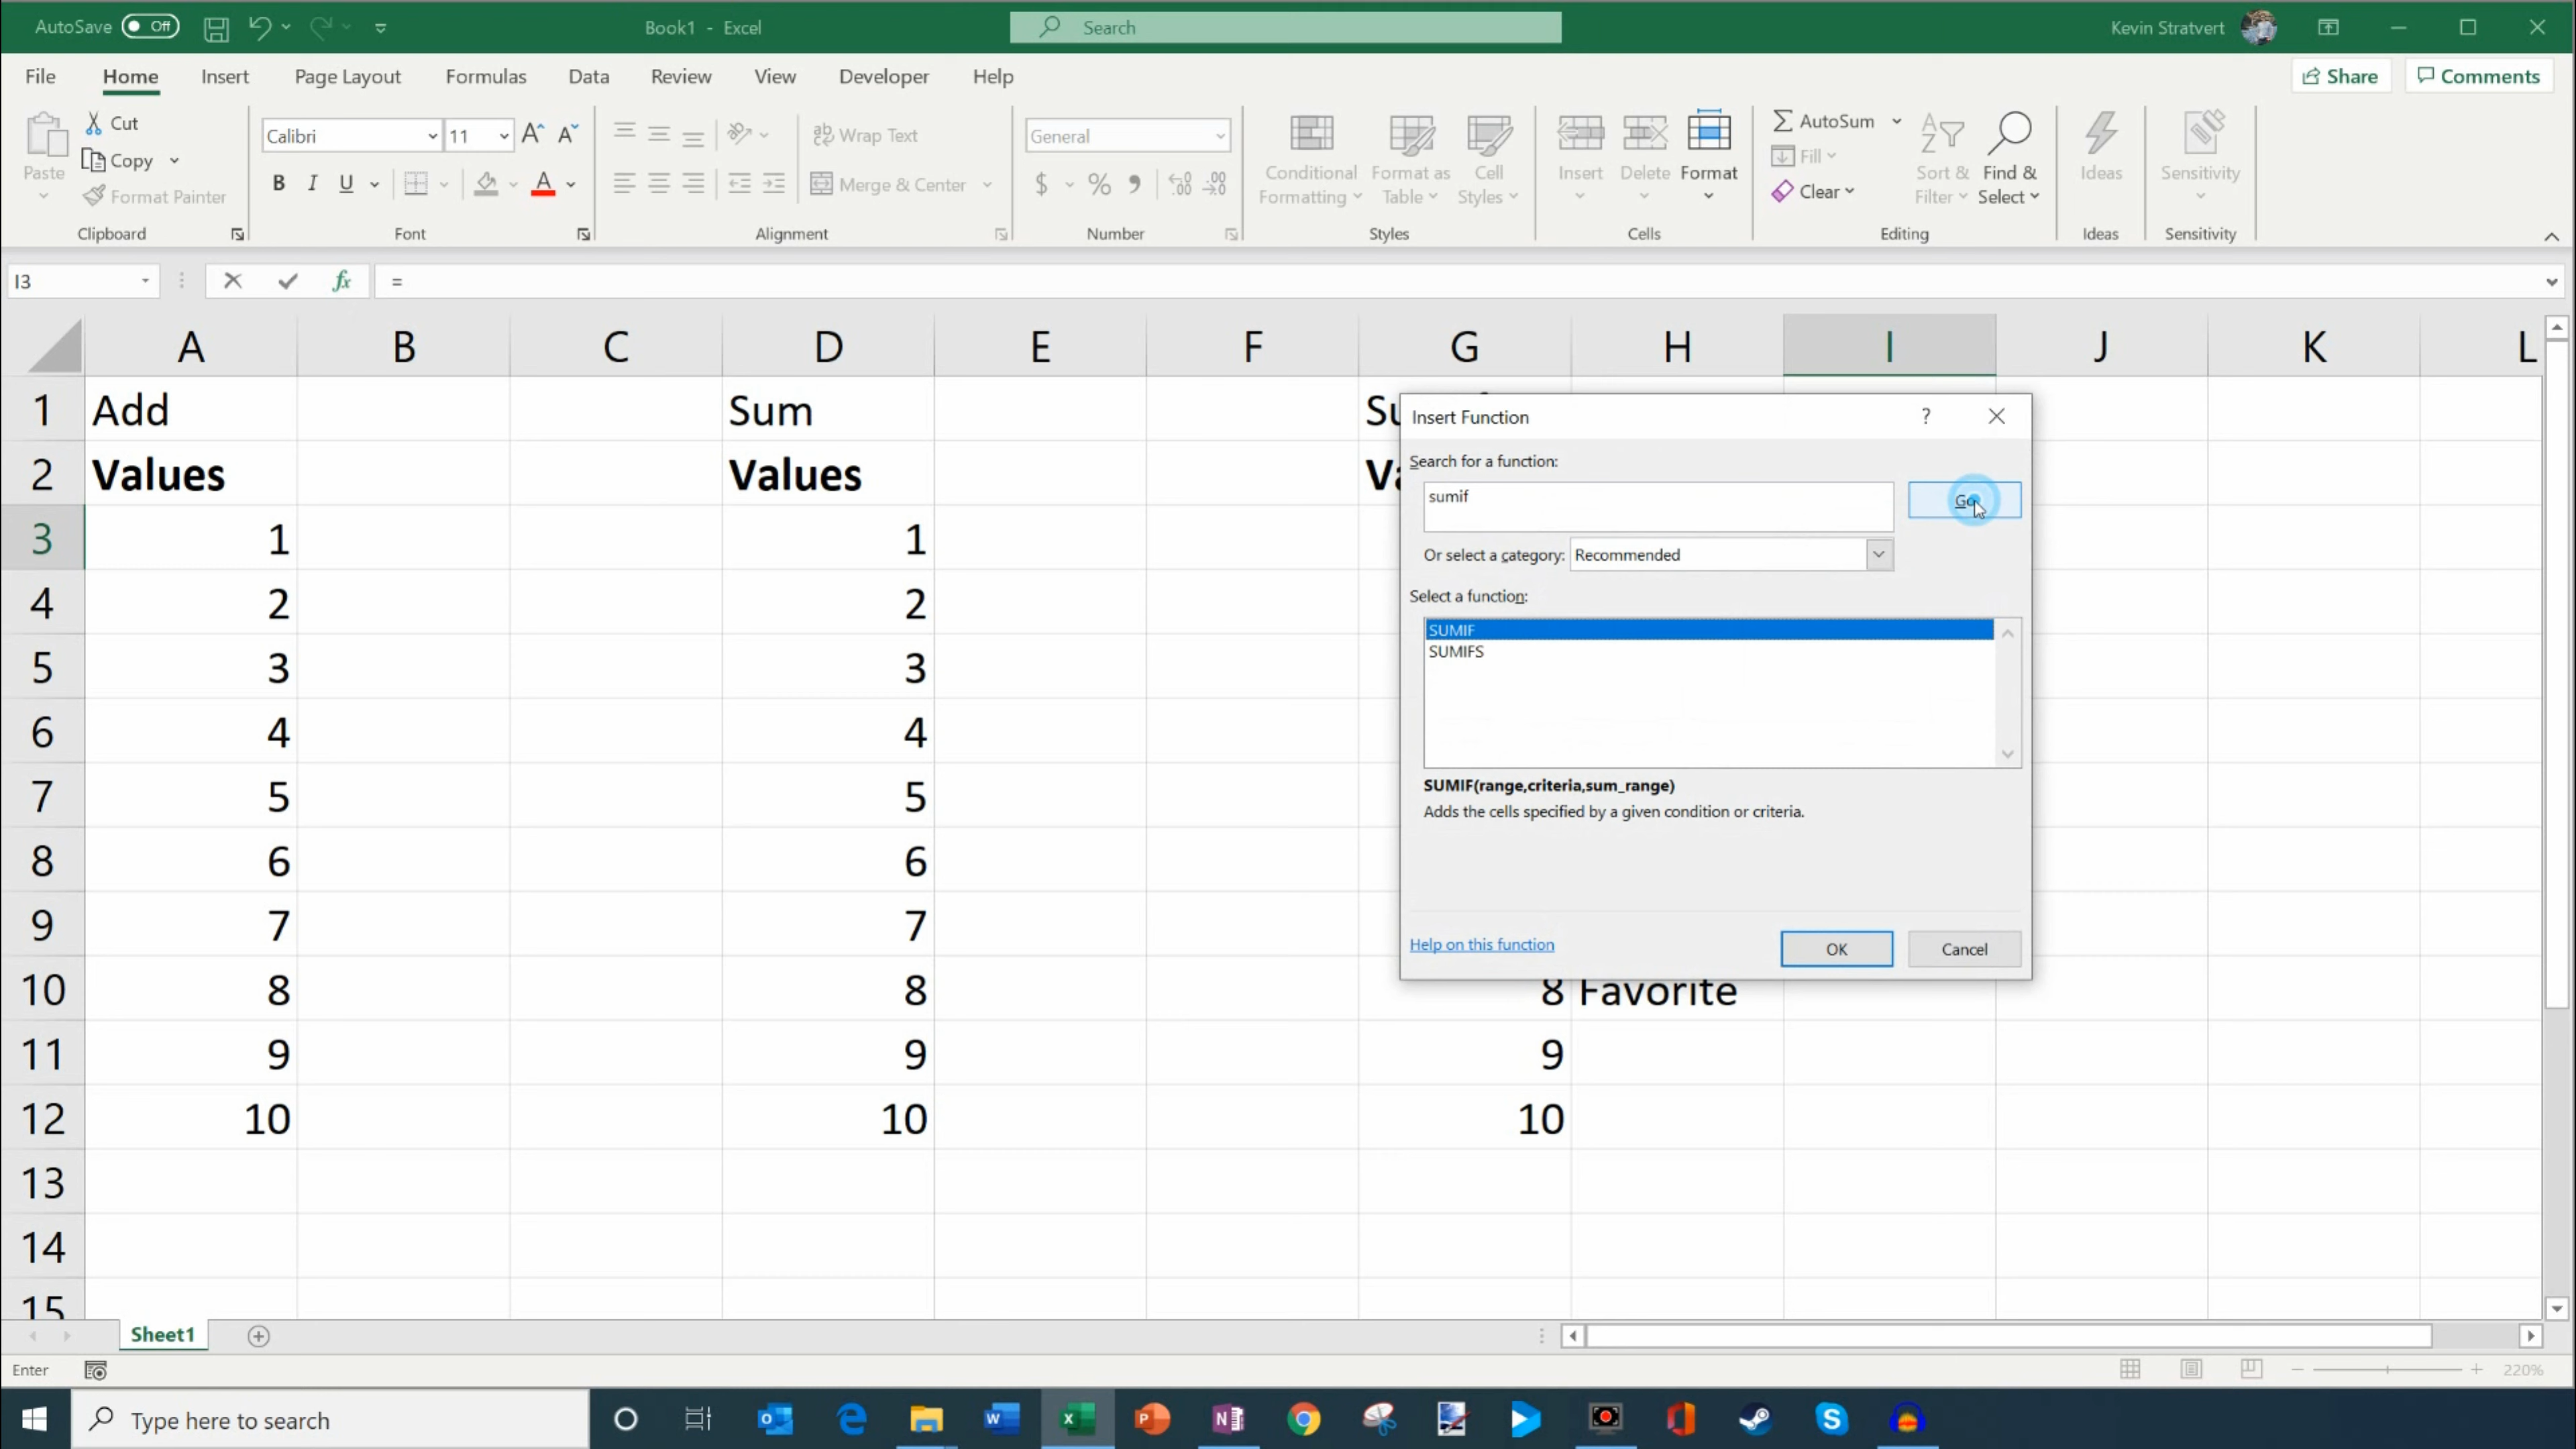 AutoSave Off
Book1 - Excel
Search
Kevin Stratvert
File Home Insert Page Layout Formulas Data Review View Developer Help
Share Comments
Paste
Cut
Copy
Format Painter
Clipboard
Calibri 11
B I U
Font
Wrap Text
Merge & Center
Alignment
General
$ % 9
Number
Conditional Formatting
Format as Table
Cell Styles
Styles
Insert Delete Format
Cells
AutoSum
Fill
Clear
Sort & Filter
Find & Select
Editing
Ideas
Ideas
Sensitivity
Sensitivity
I3
fx
=
A B C D E F G H I J K L
1 Add Sum
2 Values Values
3 1 1
4 2 2
5 3 3
6 4 4
7 5 5
8 6 6
9 7 7
10 8 8 8 Favorite
11 9 9 9
12 10 10 10
13
14
15
Insert Function
?
Search for a function:
sumif
Go
Or select a category: Recommended
Select a function:
SUMIF
SUMIFS
SUMIF(range,criteria,sum_range)
Adds the cells specified by a given condition or criteria.
Help on this function
OK Cancel
Sheet1
Enter
220%
Type here to search